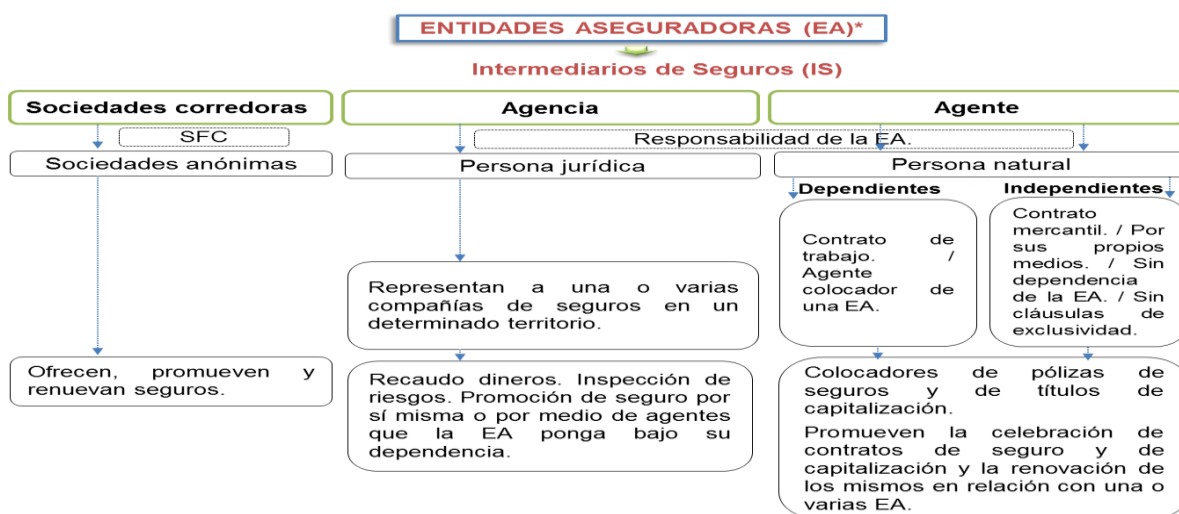 ENTIDADES ASEGURADORAS (EA)*
Intermediarios de Seguros (IS)
Sociedades corredoras
SFC
Sociedades anónimas
Ofrecen, promueven y
renuevan seguros.
Agencia
Responsabilidad de la EA.
Persona jurídica
Representan a una o varias
compañías de seguros en un
determinado territorio.
Recaudo dineros. Inspección de
riesgos. Promoción de seguro por
sí misma o por medio de agentes
que la EA ponga bajo su
dependencia.
Agente
Persona natural
Dependientes
Contrato de
trabajo. /
Agente
colocador de
una EA.
Independientes
Contrato
mercantil. / Por
sus propios
medios. / Sin
dependencia
de la EA. / Sin
cláusulas de
exclusividad.
Colocadores de pólizas de
seguros y de títulos de
capitalización.
Promueven la celebración de
contratos de seguro y de
capitalización y la renovación de
los mismos en relación con una o
varias EA.